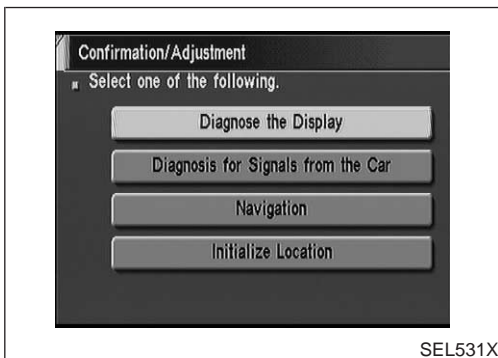 Confirmation/Adjustment
Select one of the following.
Diagnose the Display
Diagnosis for Signals from the Car
Navigation
Initialize Location
SEL531X